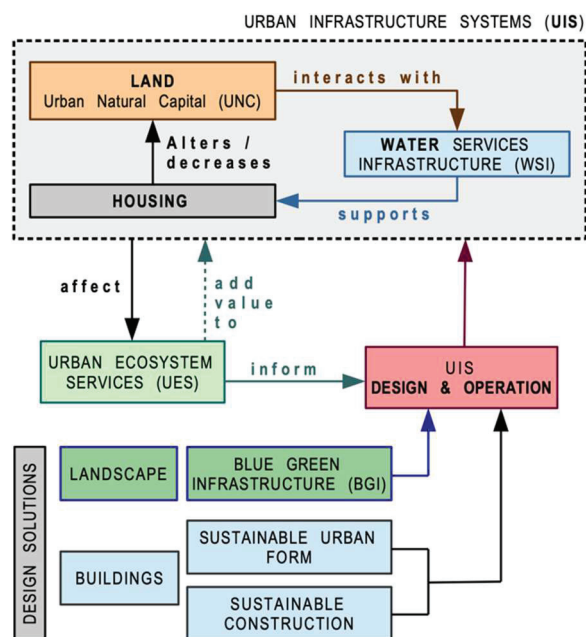 URBAN INFRASTRUCTURE SYSTEMS (UIS)
LAND
Urban Natural Capital (UNC)
interacts with
Alters /
decreases
WATER SERVICES
INFRASTRUCTURE (WSI)
HOUSING
supports
affect
add
value
to
URBAN ECOSYSTEM
SERVICES (UES)
inform
UIS
DESIGN & OPERATION
DESIGN SOLUTIONS
LANDSCAPE
BLUE GREEN
INFRASTRUCTURE (BGI)
BUILDINGS
SUSTAINABLE URBAN
FORM
SUSTAINABLE
CONSTRUCTION